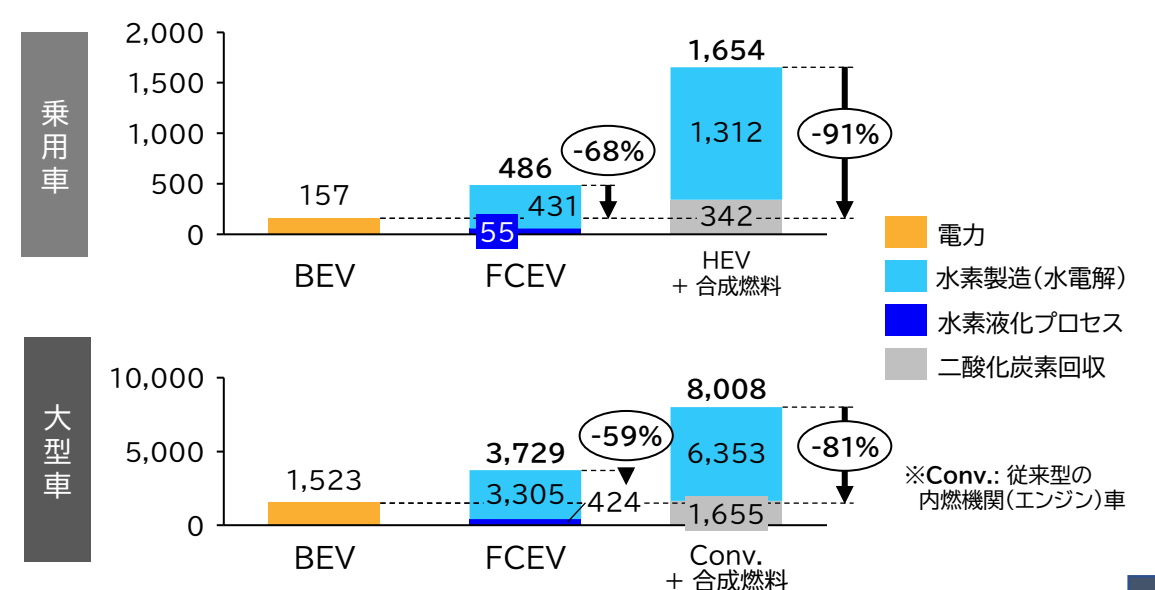 乗用車
2,000
1,500
1,000
500
0
157
486
431
55
-68%
1,654
1,312
342
-91%
BEV
FCEV
HEV
+ 合成燃料
電力
水素製造(水電解)
水素液化プロセス
二酸化炭素回収
大型車
10,000
5,000
0
1,523
3,729
3,305
424
-59%
8,008
6,353
1,655
-81%
BEV
FCEV
Conv.
+ 合成燃料
※Conv.: 従来型の
内燃機関(エンジン)車